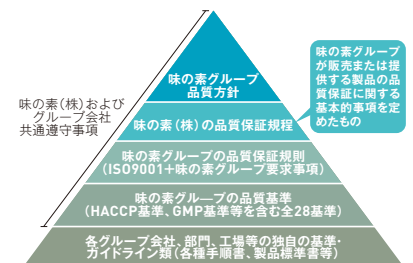 味の素グループ
品質方針
味の素グループ
が販売または提
供する製品の品
質保証に関する
基本的事項を定
めたもの
味の素(株)および
グループ会社
共通遵守事項
味の素(株)の品質保証規程
味の素グループの品質保証規則
(ISO9001+味の素グループ要求事項)
味の素グループの品質基準
(HACCP基準、GMP基準等を含む全28基準)
各グループ会社、部門、工場等の独自の基準・
ガイドライン類(各種手順書、製品標準書等)